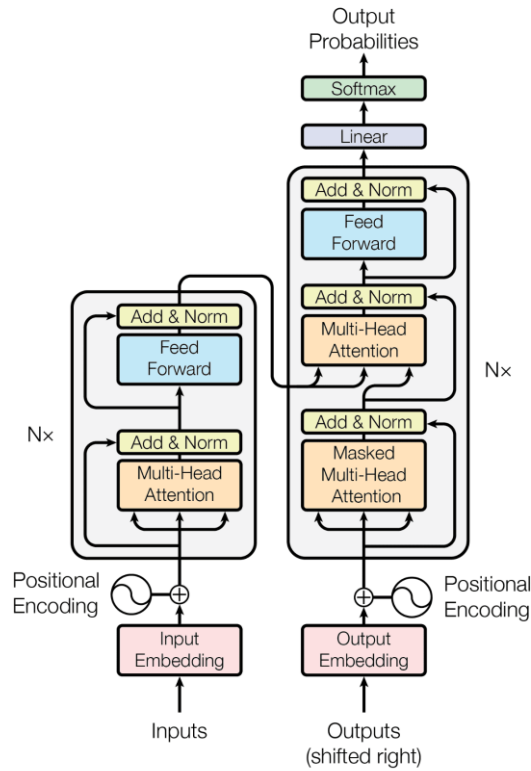 Output
Probabilities
Softmax
Linear
Add & Norm
Feed
Forward
Add & Norm
Multi-Head
Attention
Add & Norm
Masked
Multi-Head
Attention
N×
Positional
Encoding
Output
Embedding
Outputs
(shifted right)
Add & Norm
Feed
Forward
N×
Add & Norm
Multi-Head
Attention
Positional
Encoding
Input
Embedding
Inputs